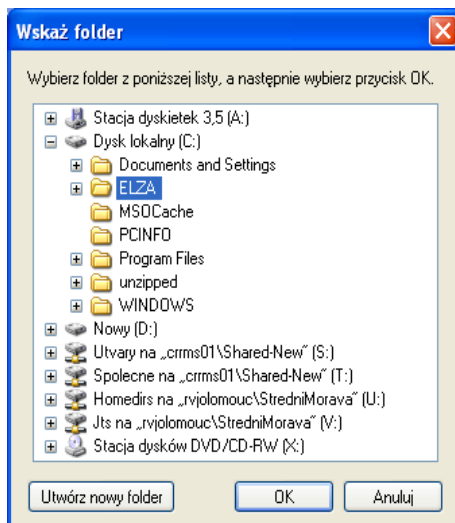 Wskaż folder
Wybierz folder z poniższej listy, a następnie wybierz przycisk OK.
Stacja dyskietek 3,5 (A:)
Dysk lokalny (C:)
Documents and Settings
ELZA
MSOCache
PCINFO
Program Files
unzipped
WINDOWS
Nowy (D:)
Utvary na „crrms01\Shared-New” (S:)
Spolecne na „crrms01\Shared-New” (T:)
Homedirs na „rvjolomouc\StredniMorava” (U:)
Jts na „rvjolomouc\StredniMorava” (V:)
Stacja dysków DVD/CD-RW (X:)
Utwórz nowy folder OK Anuluj